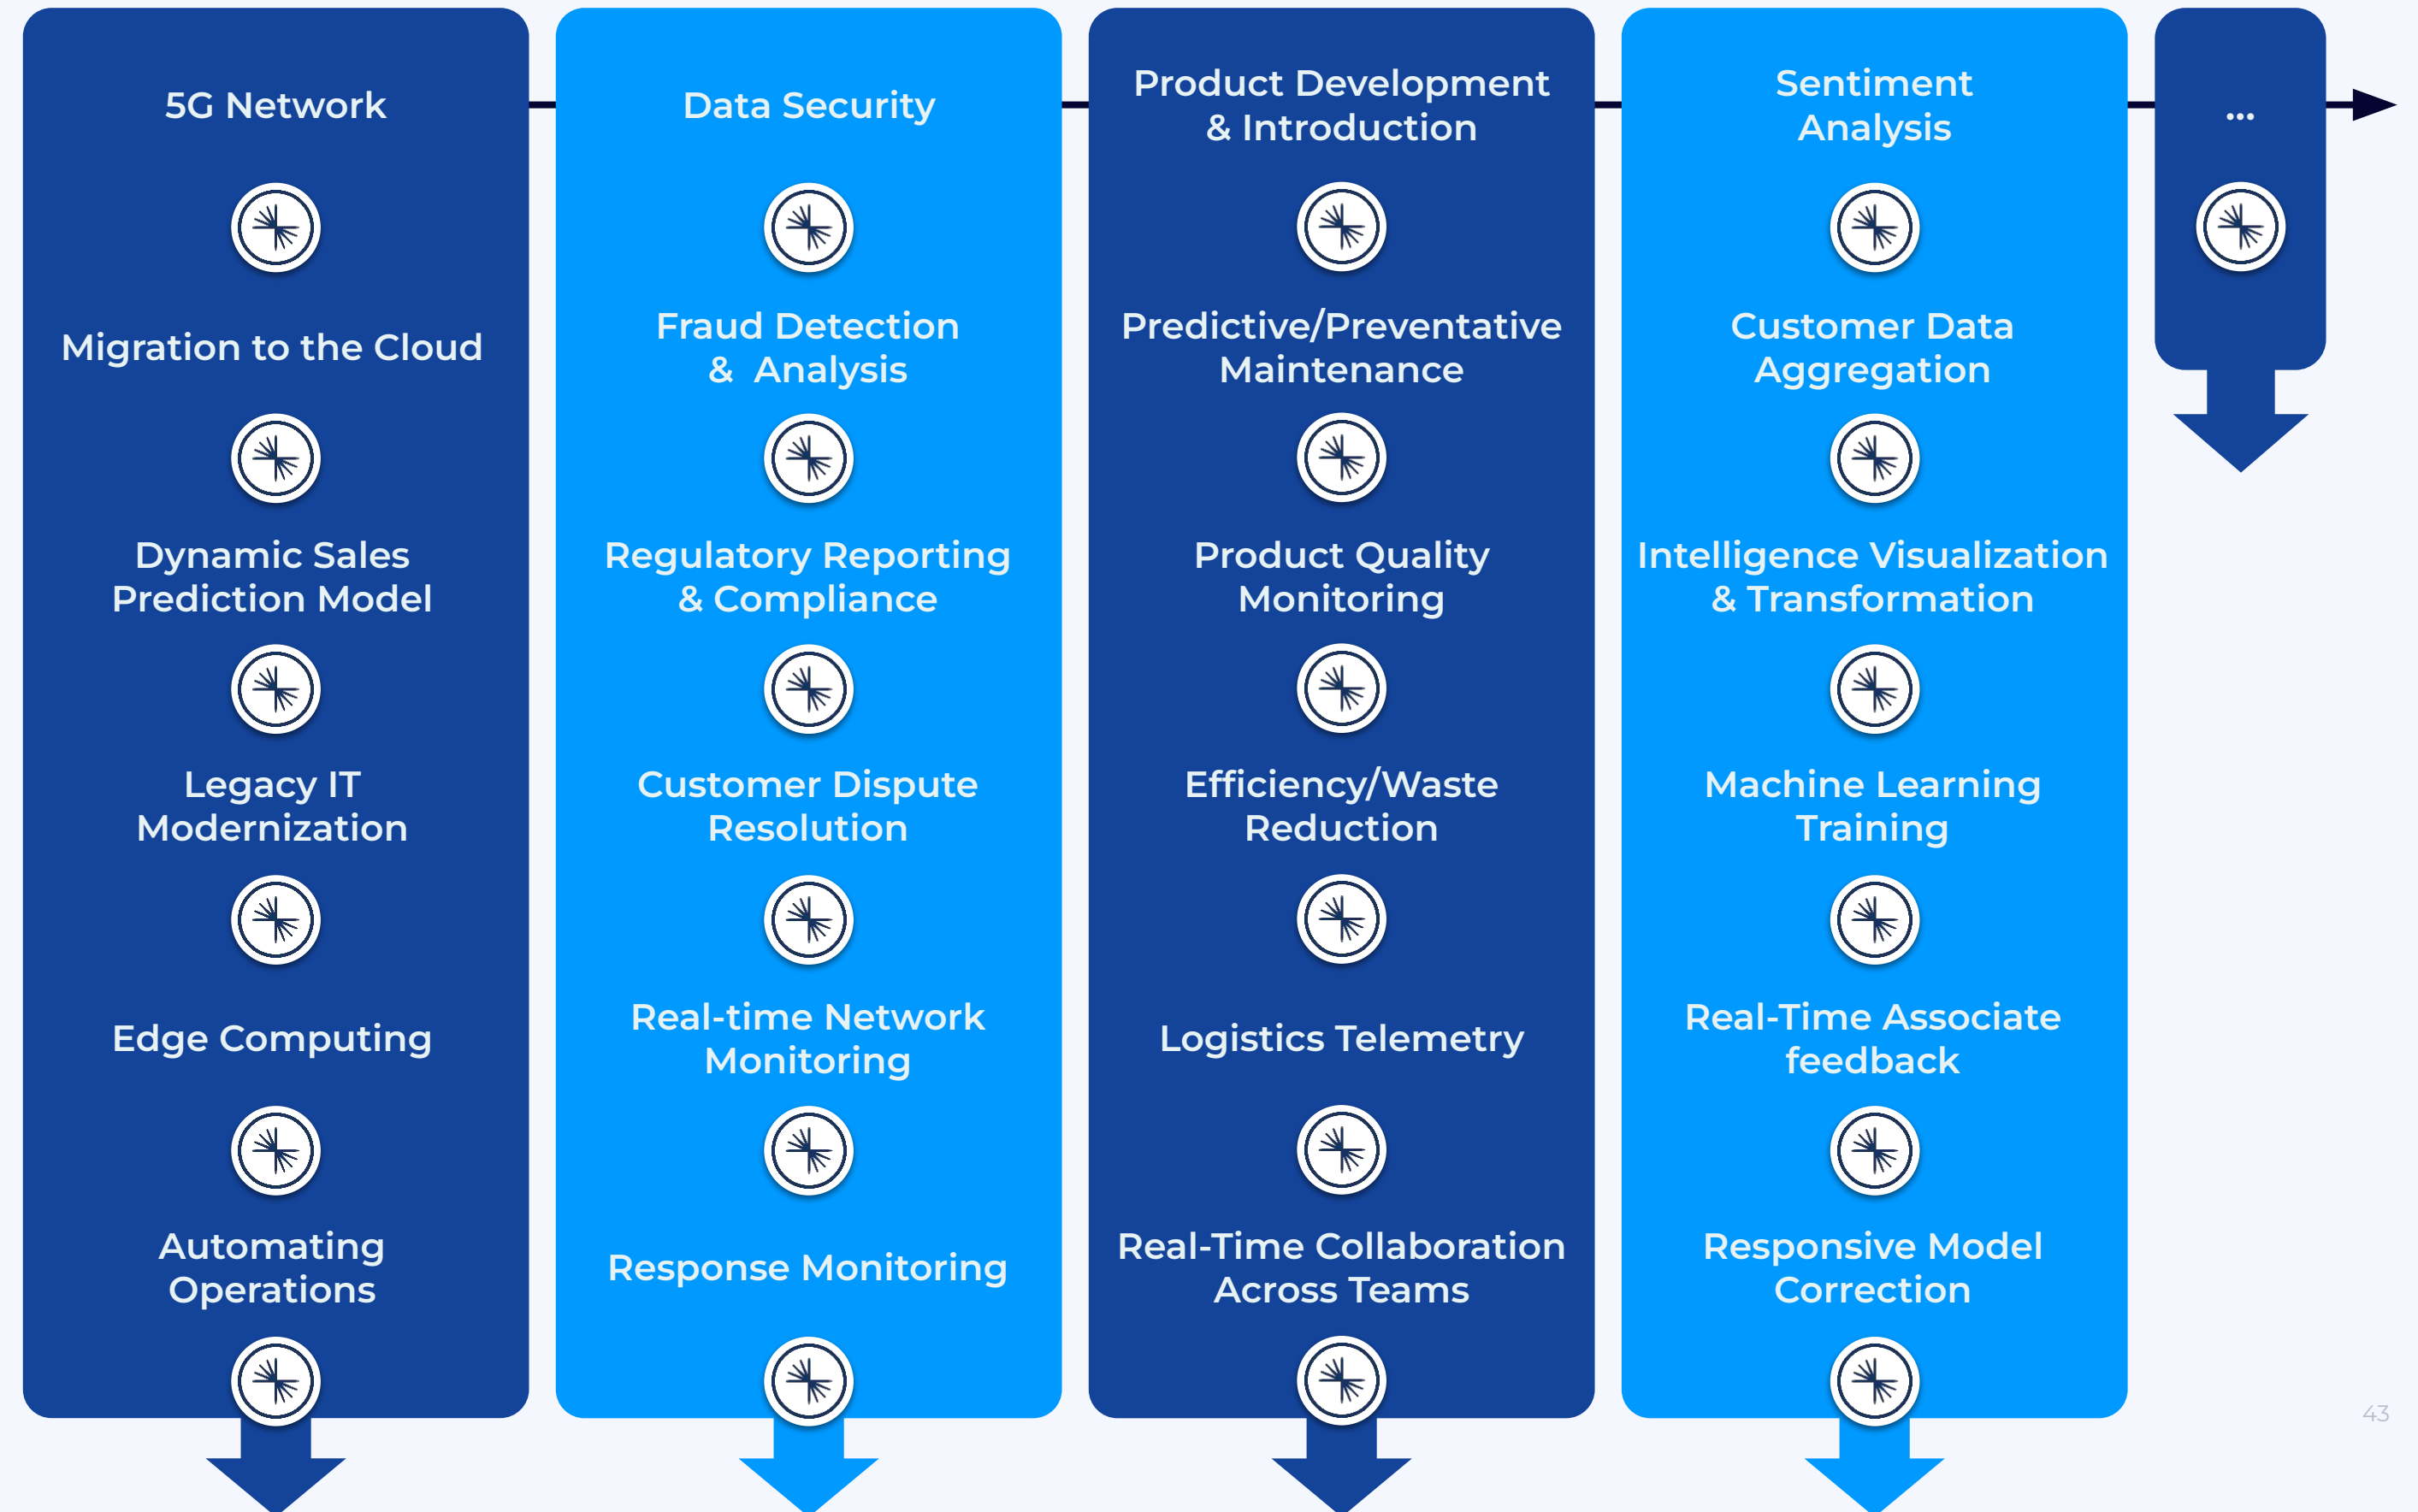 5G Network
Migration to the Cloud
Dynamic Sales
Prediction Model
Legacy IT
Modernization
Edge Computing
Automating
Operations
Data Security
Fraud Detection
&  Analysis
Regulatory Reporting
& Compliance
Customer Dispute
Resolution
Real-time Network
Monitoring
Response Monitoring
Product Development
& Introduction
Predictive/Preventative
Maintenance
Product Quality
Monitoring
Efficiency/Waste
Reduction
Logistics Telemetry
Real-Time Collaboration
Across Teams
Sentiment
Analysis
Customer Data
Aggregation
Intelligence Visualization
& Transformation
Machine Learning
Training
Real-Time Associate
feedback
Responsive Model
Correction
...
43